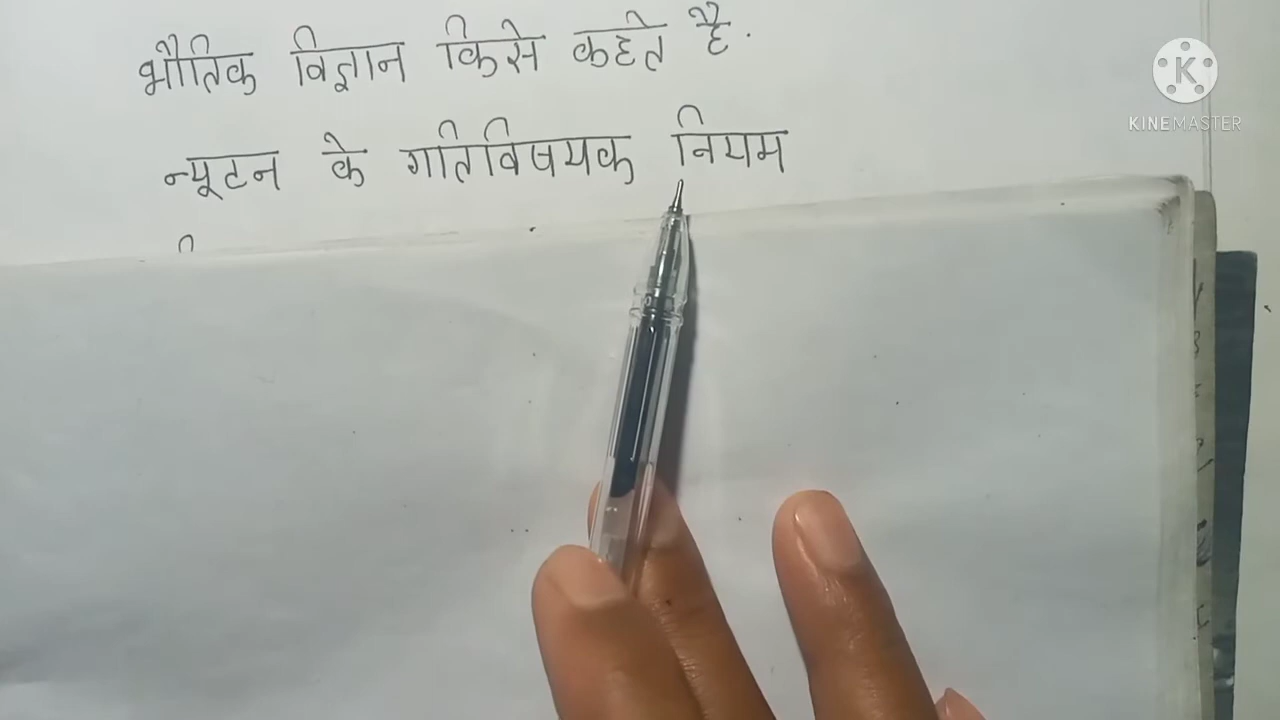 भौतिक विज्ञान किसे कहते है.
न्यूटन के गतिविषयक नियम
K
KINEMASTER